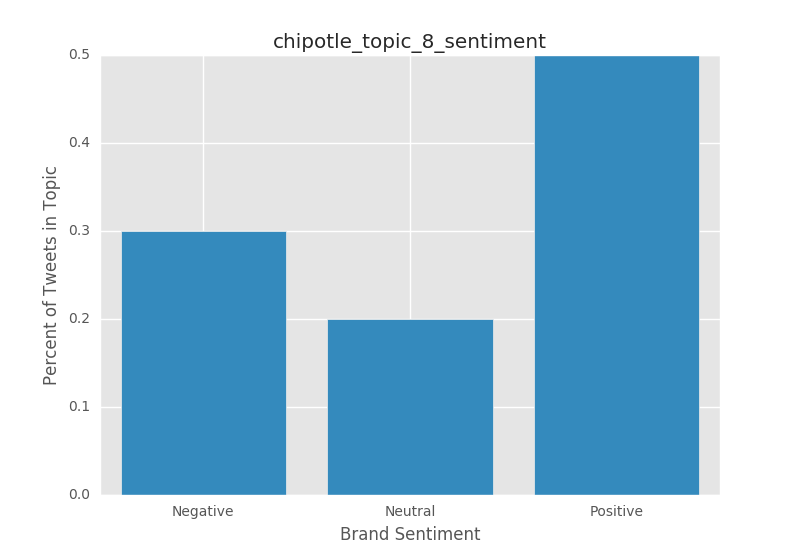 chipotle_topic_8_sentiment
Percent of Tweets in Topic
0.5
0.4
0.3
0.2
0.1
0.0
Negative Neutral Positive
Brand Sentiment